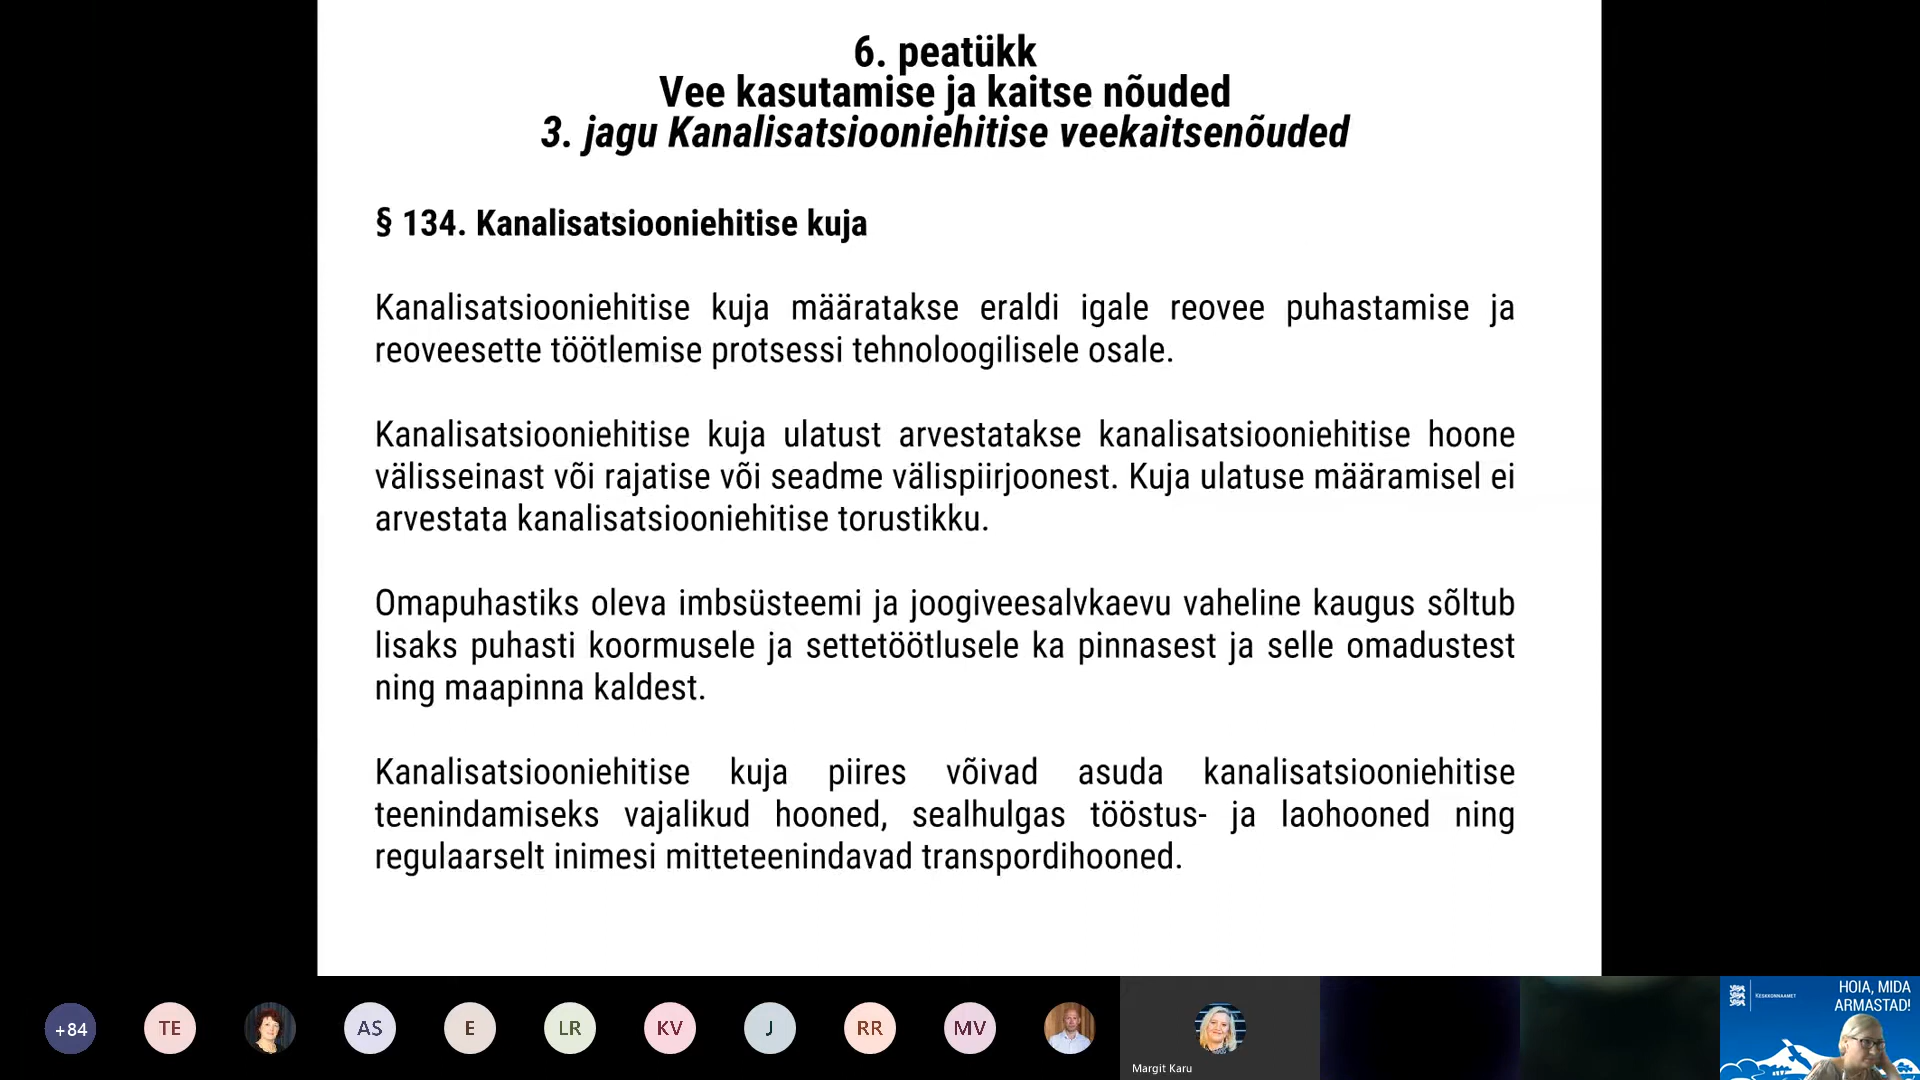 6. peatükk
Vee kasutamise ja kaitse nõuded
3. jagu Kanalisatsiooniehitise veekaitsenõuded
§ 134. Kanalisatsiooniehitise kuja
Kanalisatsiooniehitise kuja määratakse eraldi igale reovee puhastamise ja
reoveesette töötlemise protsessi tehnoloogilisele osale.
Kanalisatsiooniehitise kuja ulatust arvestatakse kanalisatsiooniehitise hoone
välisseinast või rajatise või seadme välispiirjoonest. Kuja ulatuse määramisel ei
arvestata kanalisatsiooniehitise torustikku.
Omapuhastiks oleva imbsüsteemi ja joogiveesalvkaevu vaheline kaugus sõltub
lisaks puhasti koormusele ja settetöötlusele ka pinnasest ja selle omadustest
ning maapinna kaldest.
Kanalisatsiooniehitise kuja piires võivad asuda kanalisatsiooniehitise
teenindamiseks vajalikud hooned, sealhulgas tööstus- ja laohooned ning
regulaarselt inimesi mitteteenindavad transpordihooned.
+84
TE
AS
E
LR
KV
J
RR
MV
Margit Karu
KESKKONNAAMET
HOIA, MIDA
ARMASTAD!